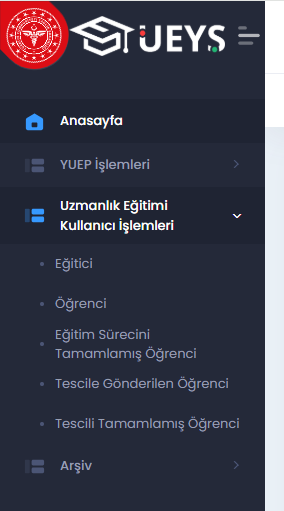 UEYS
Anasayfa
YUEP İşlemleri
Uzmanlık Eğitimi
Kullanıcı İşlemleri
Eğitici
Öğrenci
Eğitim Sürecini
Tamamlamış Öğrenci
Tescile Gönderilen Öğrenci
Tescili Tamamlamış Öğrenci
Arşiv